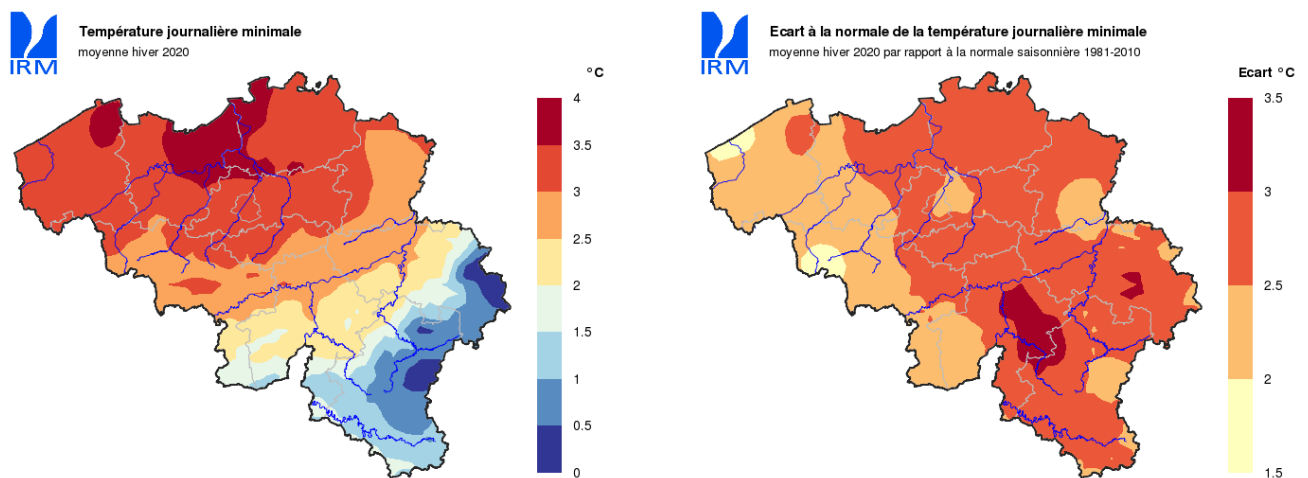 IRM
Température journalière minimale
moyenne hiver 2020
°C
4
3.5
3
2.5
2
1.5
1
0.5
0
IRM
Ecart à la normale de la température journalière minimale
moyenne hiver 2020 par rapport à la normale saisonnière 1981-2010
Ecart °C
3.5
3
2.5
2
1.5